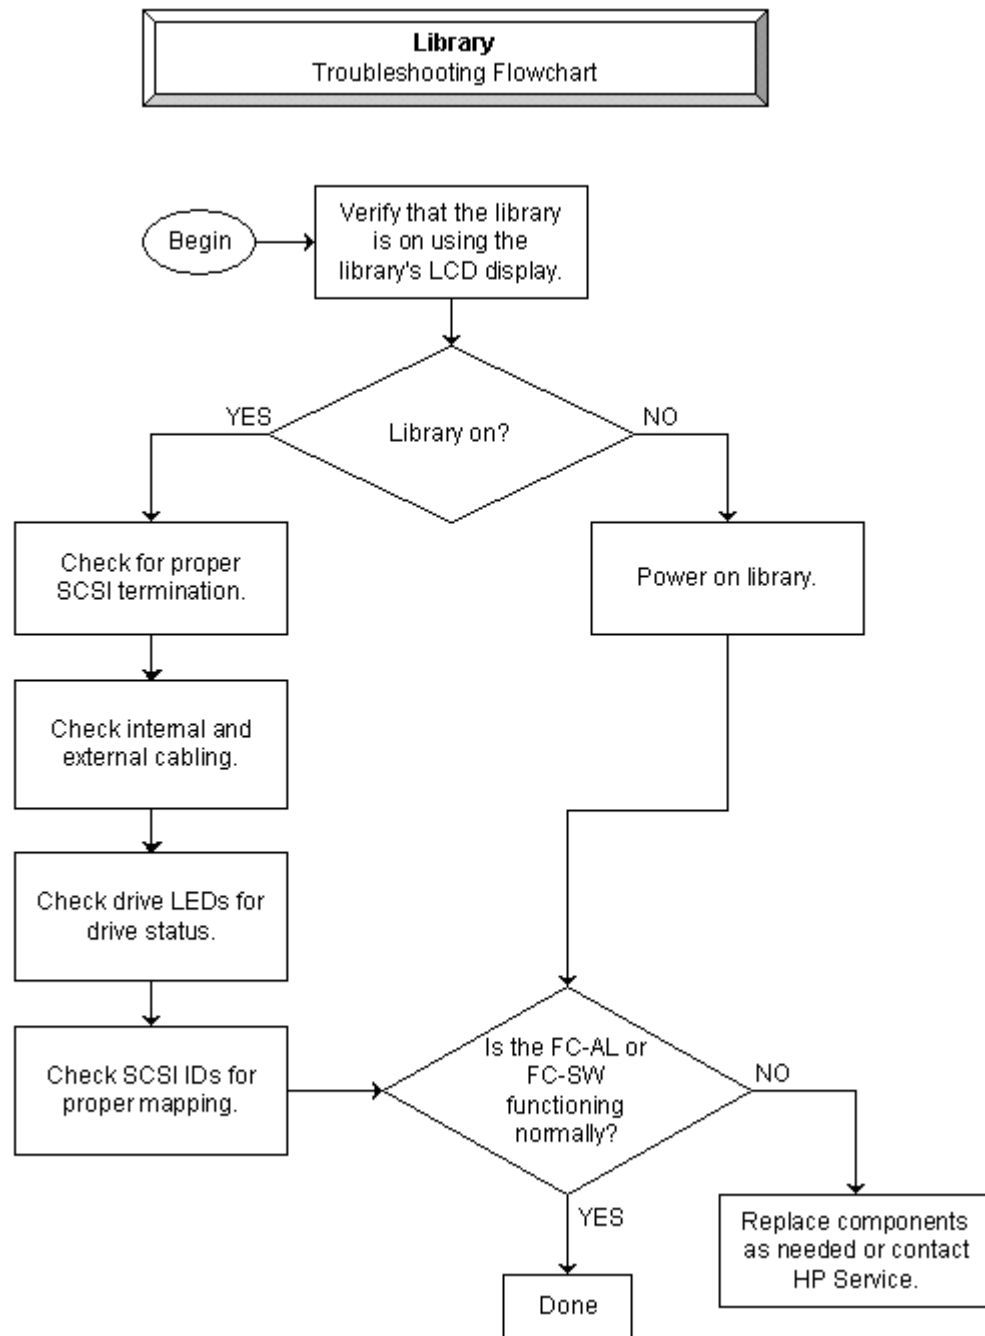 Library
Troubleshooting Flowchart
Begin
Verify that the library
is on using the
library's LCD display.
Library on?
YES
NO
Check for proper
SCSI termination.
Power on library.
Check internal and
external cabling.
Check drive LEDs for
drive status.
Check SCSI IDs for
proper mapping.
Is the FC-AL or
FC-SW
functioning
normally?
NO
YES
Replace components
as needed or contact
HP Service.
Done